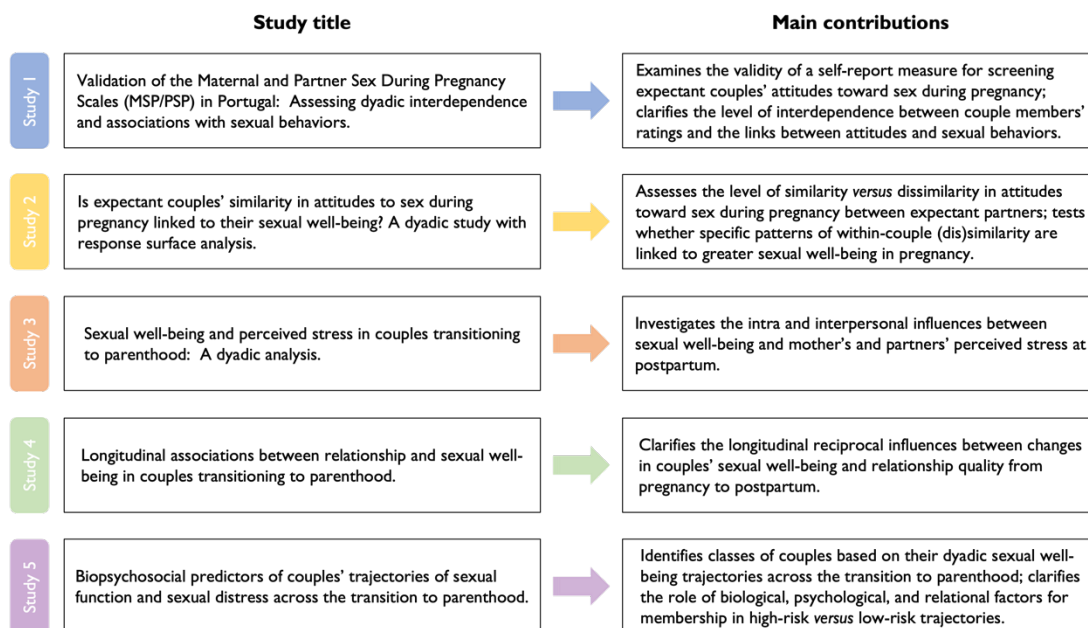 Study title
Main contributions
Study 1
Validation of the Maternal and Partner Sex During Pregnancy
Scales (MSP/PSP) in Portugal: Assessing dyadic interdependence
and associations with sexual behaviors.
Examines the validity of a self-report measure for screening
expectant couples’ attitudes toward sex during pregnancy;
clarifies the level of interdependence between couple members’
ratings and the links between attitudes and sexual behaviors.
Study 2
Is expectant couples’ similarity in attitudes to sex during
pregnancy linked to their sexual well-being? A dyadic study with
response surface analysis.
Assesses the level of similarity versus dissimilarity in attitudes
toward sex during pregnancy between expectant partners; tests
whether specific patterns of within-couple (dis)similarity are
linked to greater sexual well-being in pregnancy.
Study 3
Sexual well-being and perceived stress in couples transitioning
to parenthood: A dyadic analysis.
Investigates the intra and interpersonal influences between
sexual well-being and mother’s and partners’ perceived stress at
postpartum.
Study 4
Longitudinal associations between relationship and sexual well-
being in couples transitioning to parenthood.
Clarifies the longitudinal reciprocal influences between changes
in couples’ sexual well-being and relationship quality from
pregnancy to postpartum.
Study 5
Biopsychosocial predictors of couples’ trajectories of sexual
function and sexual distress across the transition to parenthood.
Identifies classes of couples based on their dyadic sexual well-
being trajectories across the transition to parenthood; clarifies
the role of biological, psychological, and relational factors for
membership in high-risk versus low-risk trajectories.